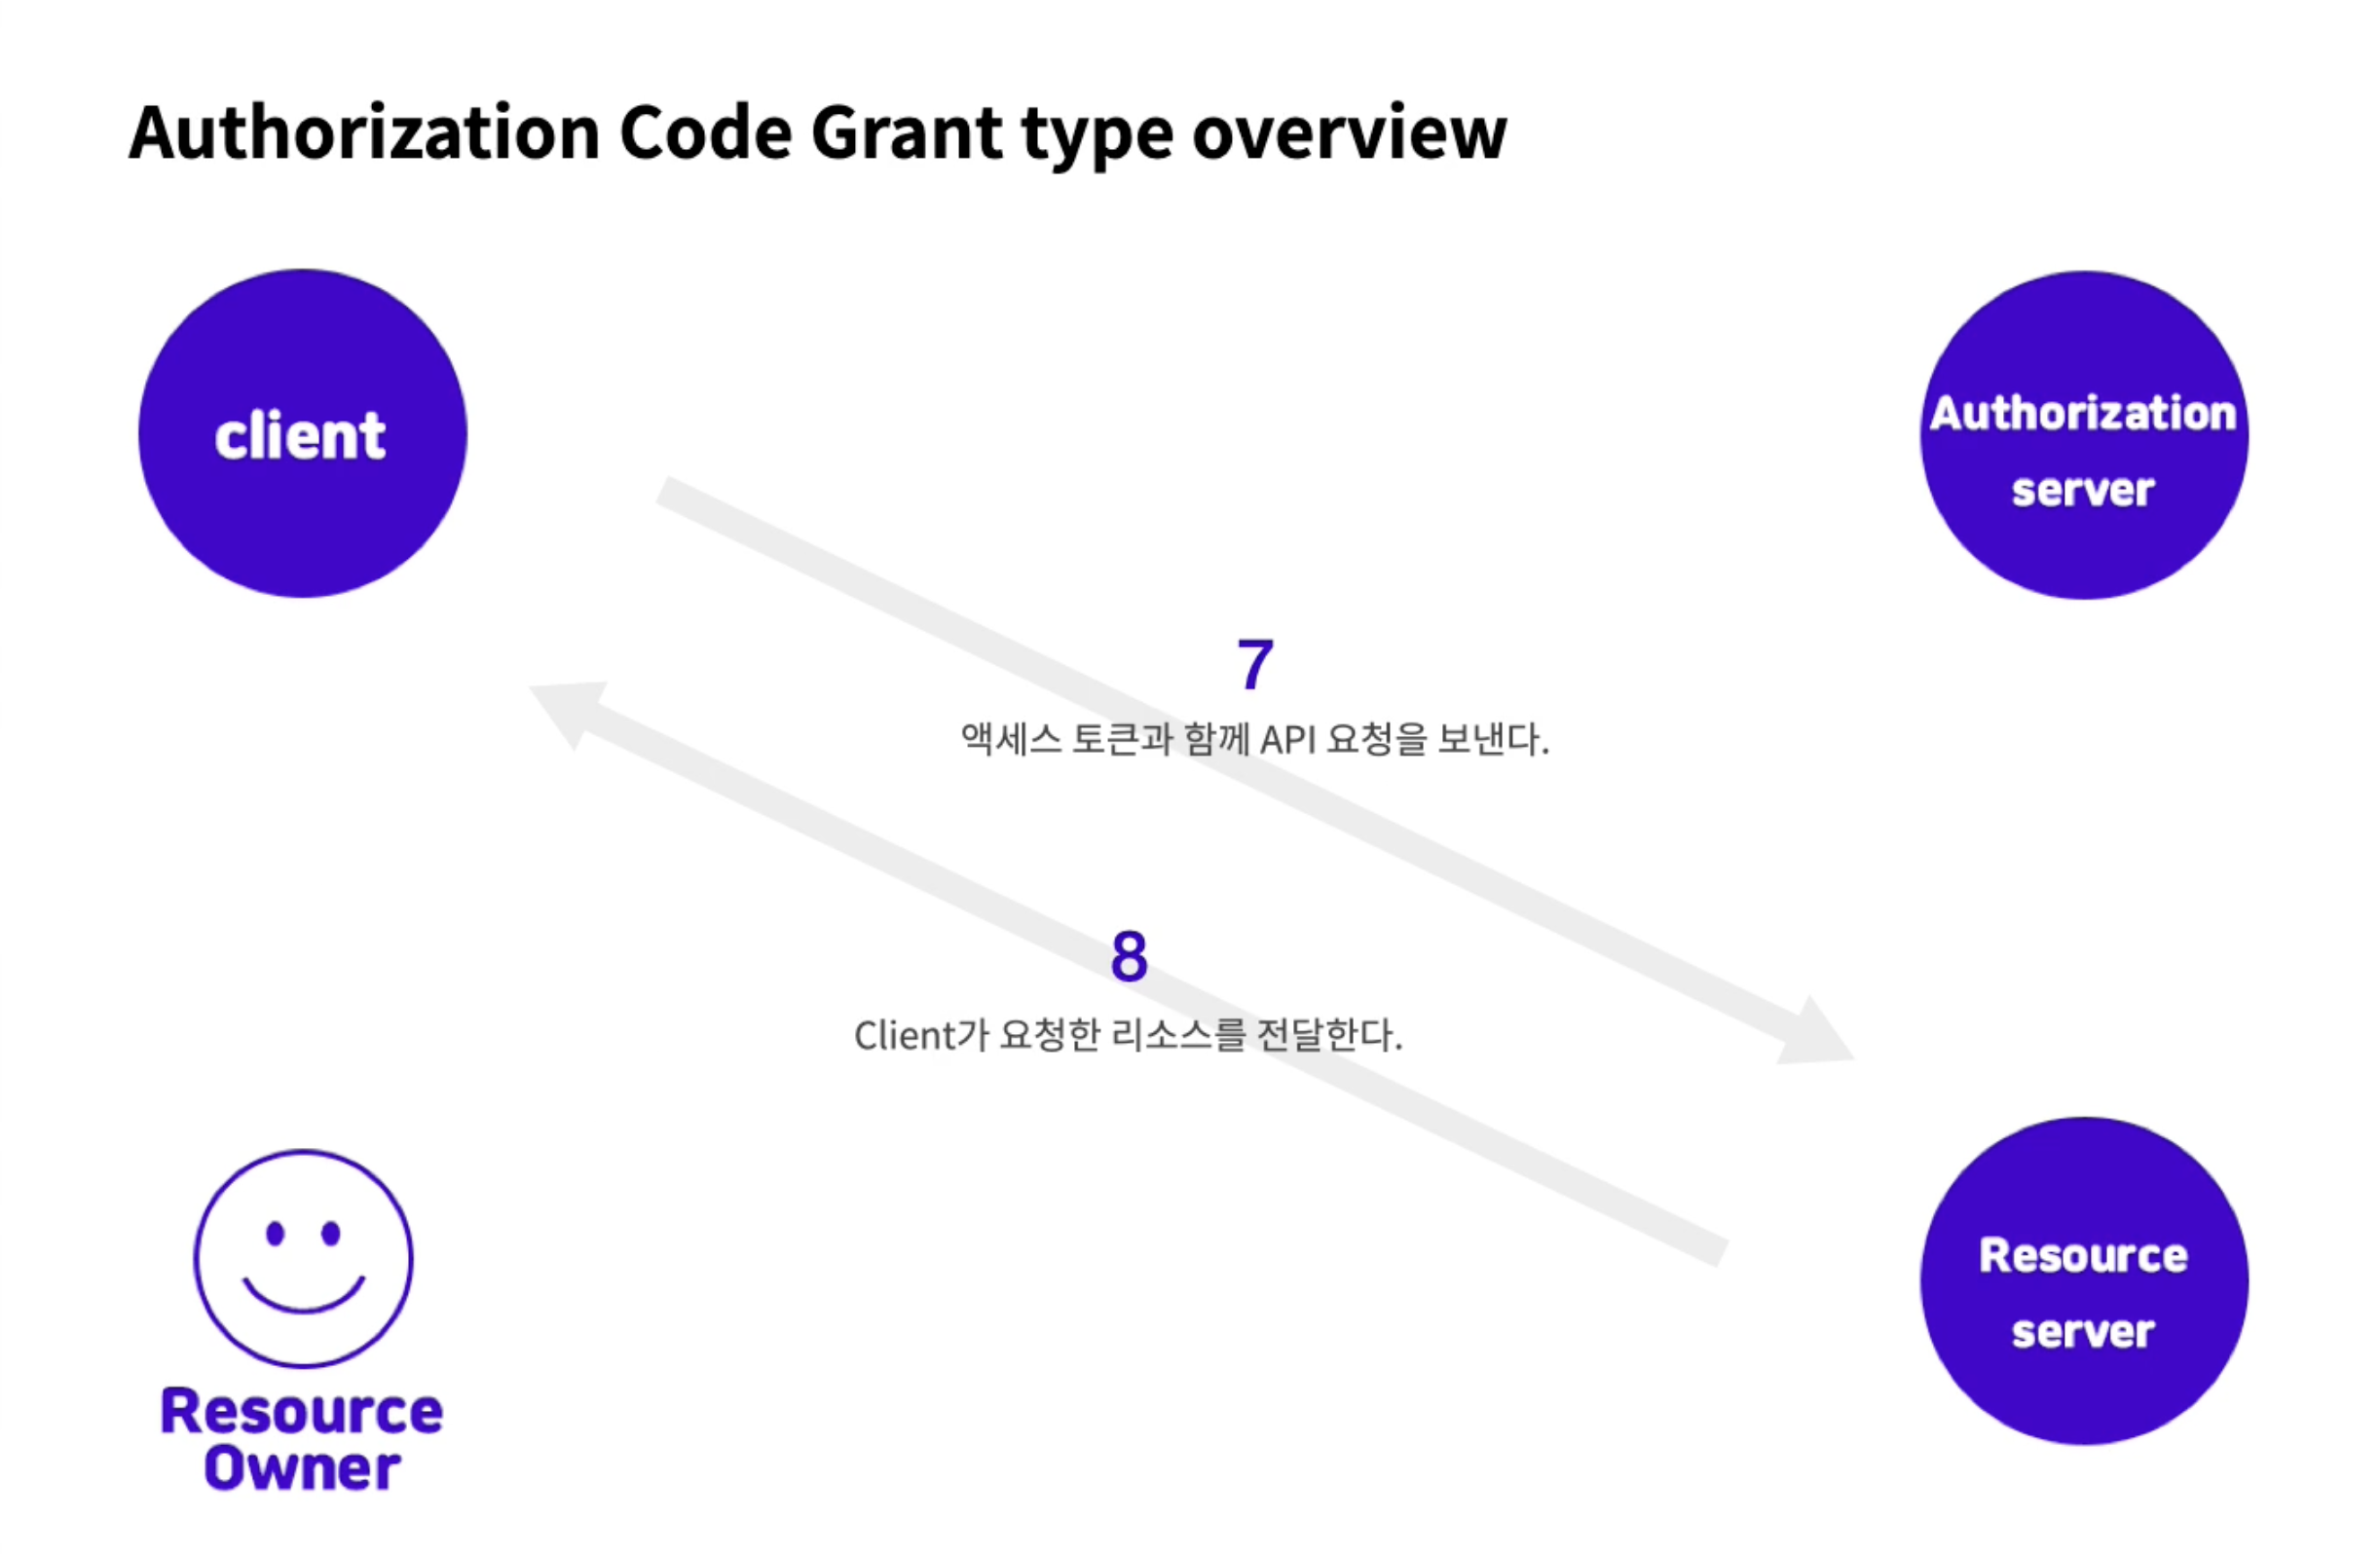 Authorization Code Grant type overview
client
Authorization
server
7
액세스 토큰과 함께 API 요청을 보낸다.
8
Client가 요청한 리소스를 전달한다.
Resource
Owner
Resource
server